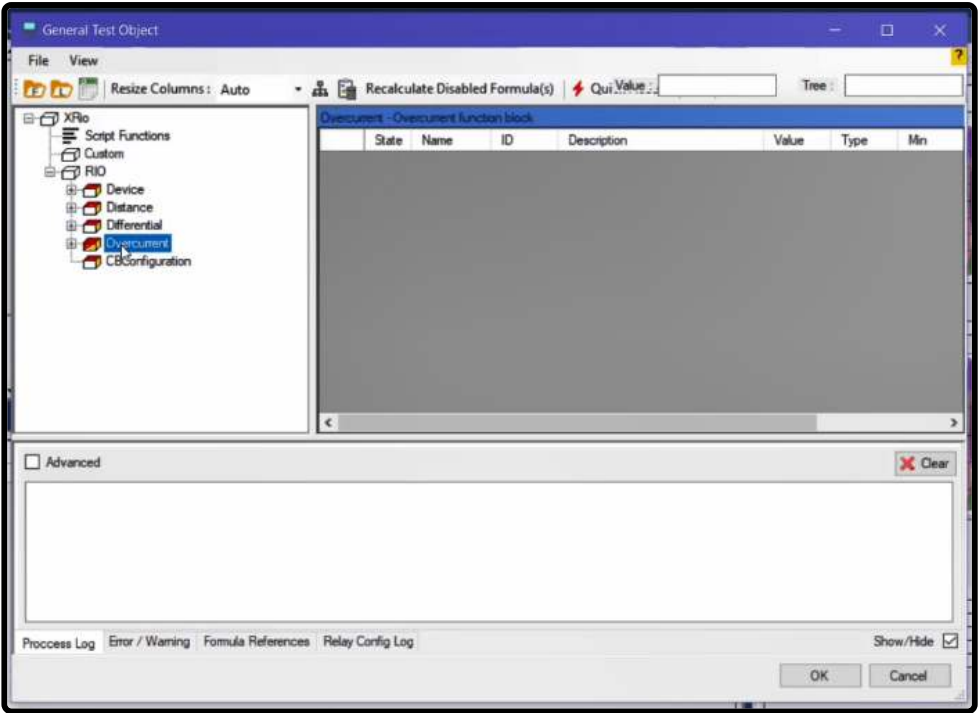 General Test Object
File View
?
Resize Columns: Auto Recalculate Disabled Formula(s) Qui Value : Tree :
XRio
Script Functions
Custom
RIO
Device
Distance
Differential
Overcurrent
CBConfiguration
Overcurrent - Overcurrent function block
State Name ID Description Value Type Min
Advanced
Clear
Proccess Log Error / Warning Formula References Relay Config Log Show/Hide
OK Cancel